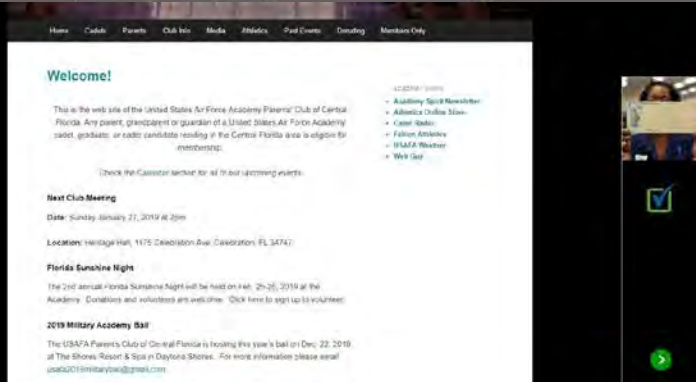 Home Cadets Parents Club Info Media Athletics Past Events Donating Members Only
Welcome!
This is the web site of the United States Air Force Academy Parents' Club of Central
Florida. Any parent, grandparent or guardian of a United States Air Force Academy
cadet, graduate, or cadet candidate residing in the Central Florida area is eligible for
membership.
Check the Calendar section for all of our upcoming events.
Next Club Meeting
Date: Sunday January 27, 2019 at 2pm
Location: Heritage Hall, 1175 Celebration Ave, Celebration, FL 34747
Florida Sunshine Night
The 2nd annual Florida Sunshine Night will be held on Feb. 25-26, 2019 at the
Academy. Donations and volunteers are welcome. Click here to sign up to volunteer.
2019 Military Academy Ball
The USAFA Parent's Club of Central Florida is hosting this year's ball on Dec. 22, 2019
at The Shores Resort & Spa in Daytona Shores. For more information please email
usafa2019militaryball@gmail.com
Academy Spirit Newsletter
Athletics Online Store
Cadet Radio
Falcon Athletics
USAFA Weather
Web Guy